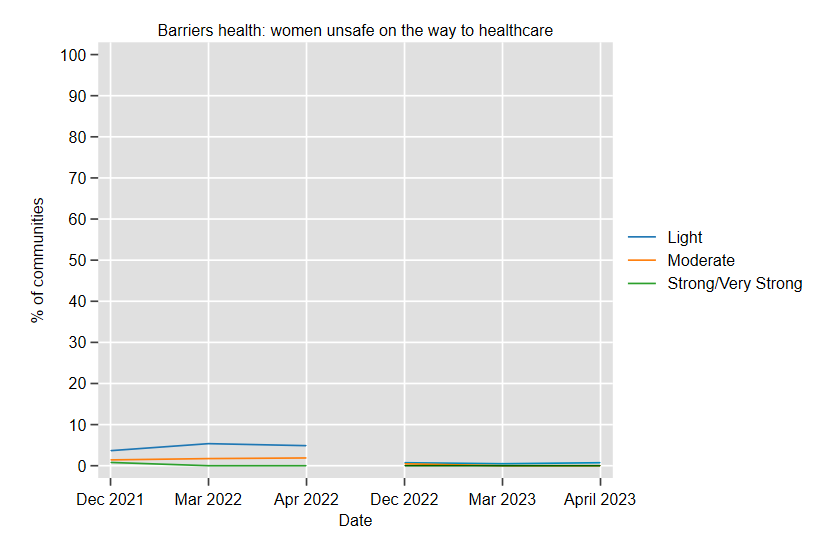 Barriers health: women unsafe on the way to healthcare
100
90
80
70
60
50
40
30
20
10
0
% of communities
Dec 2021 Mar 2022 Apr 2022 Dec 2022 Mar 2023 April 2023
Date
Light
Moderate
Strong/Very Strong